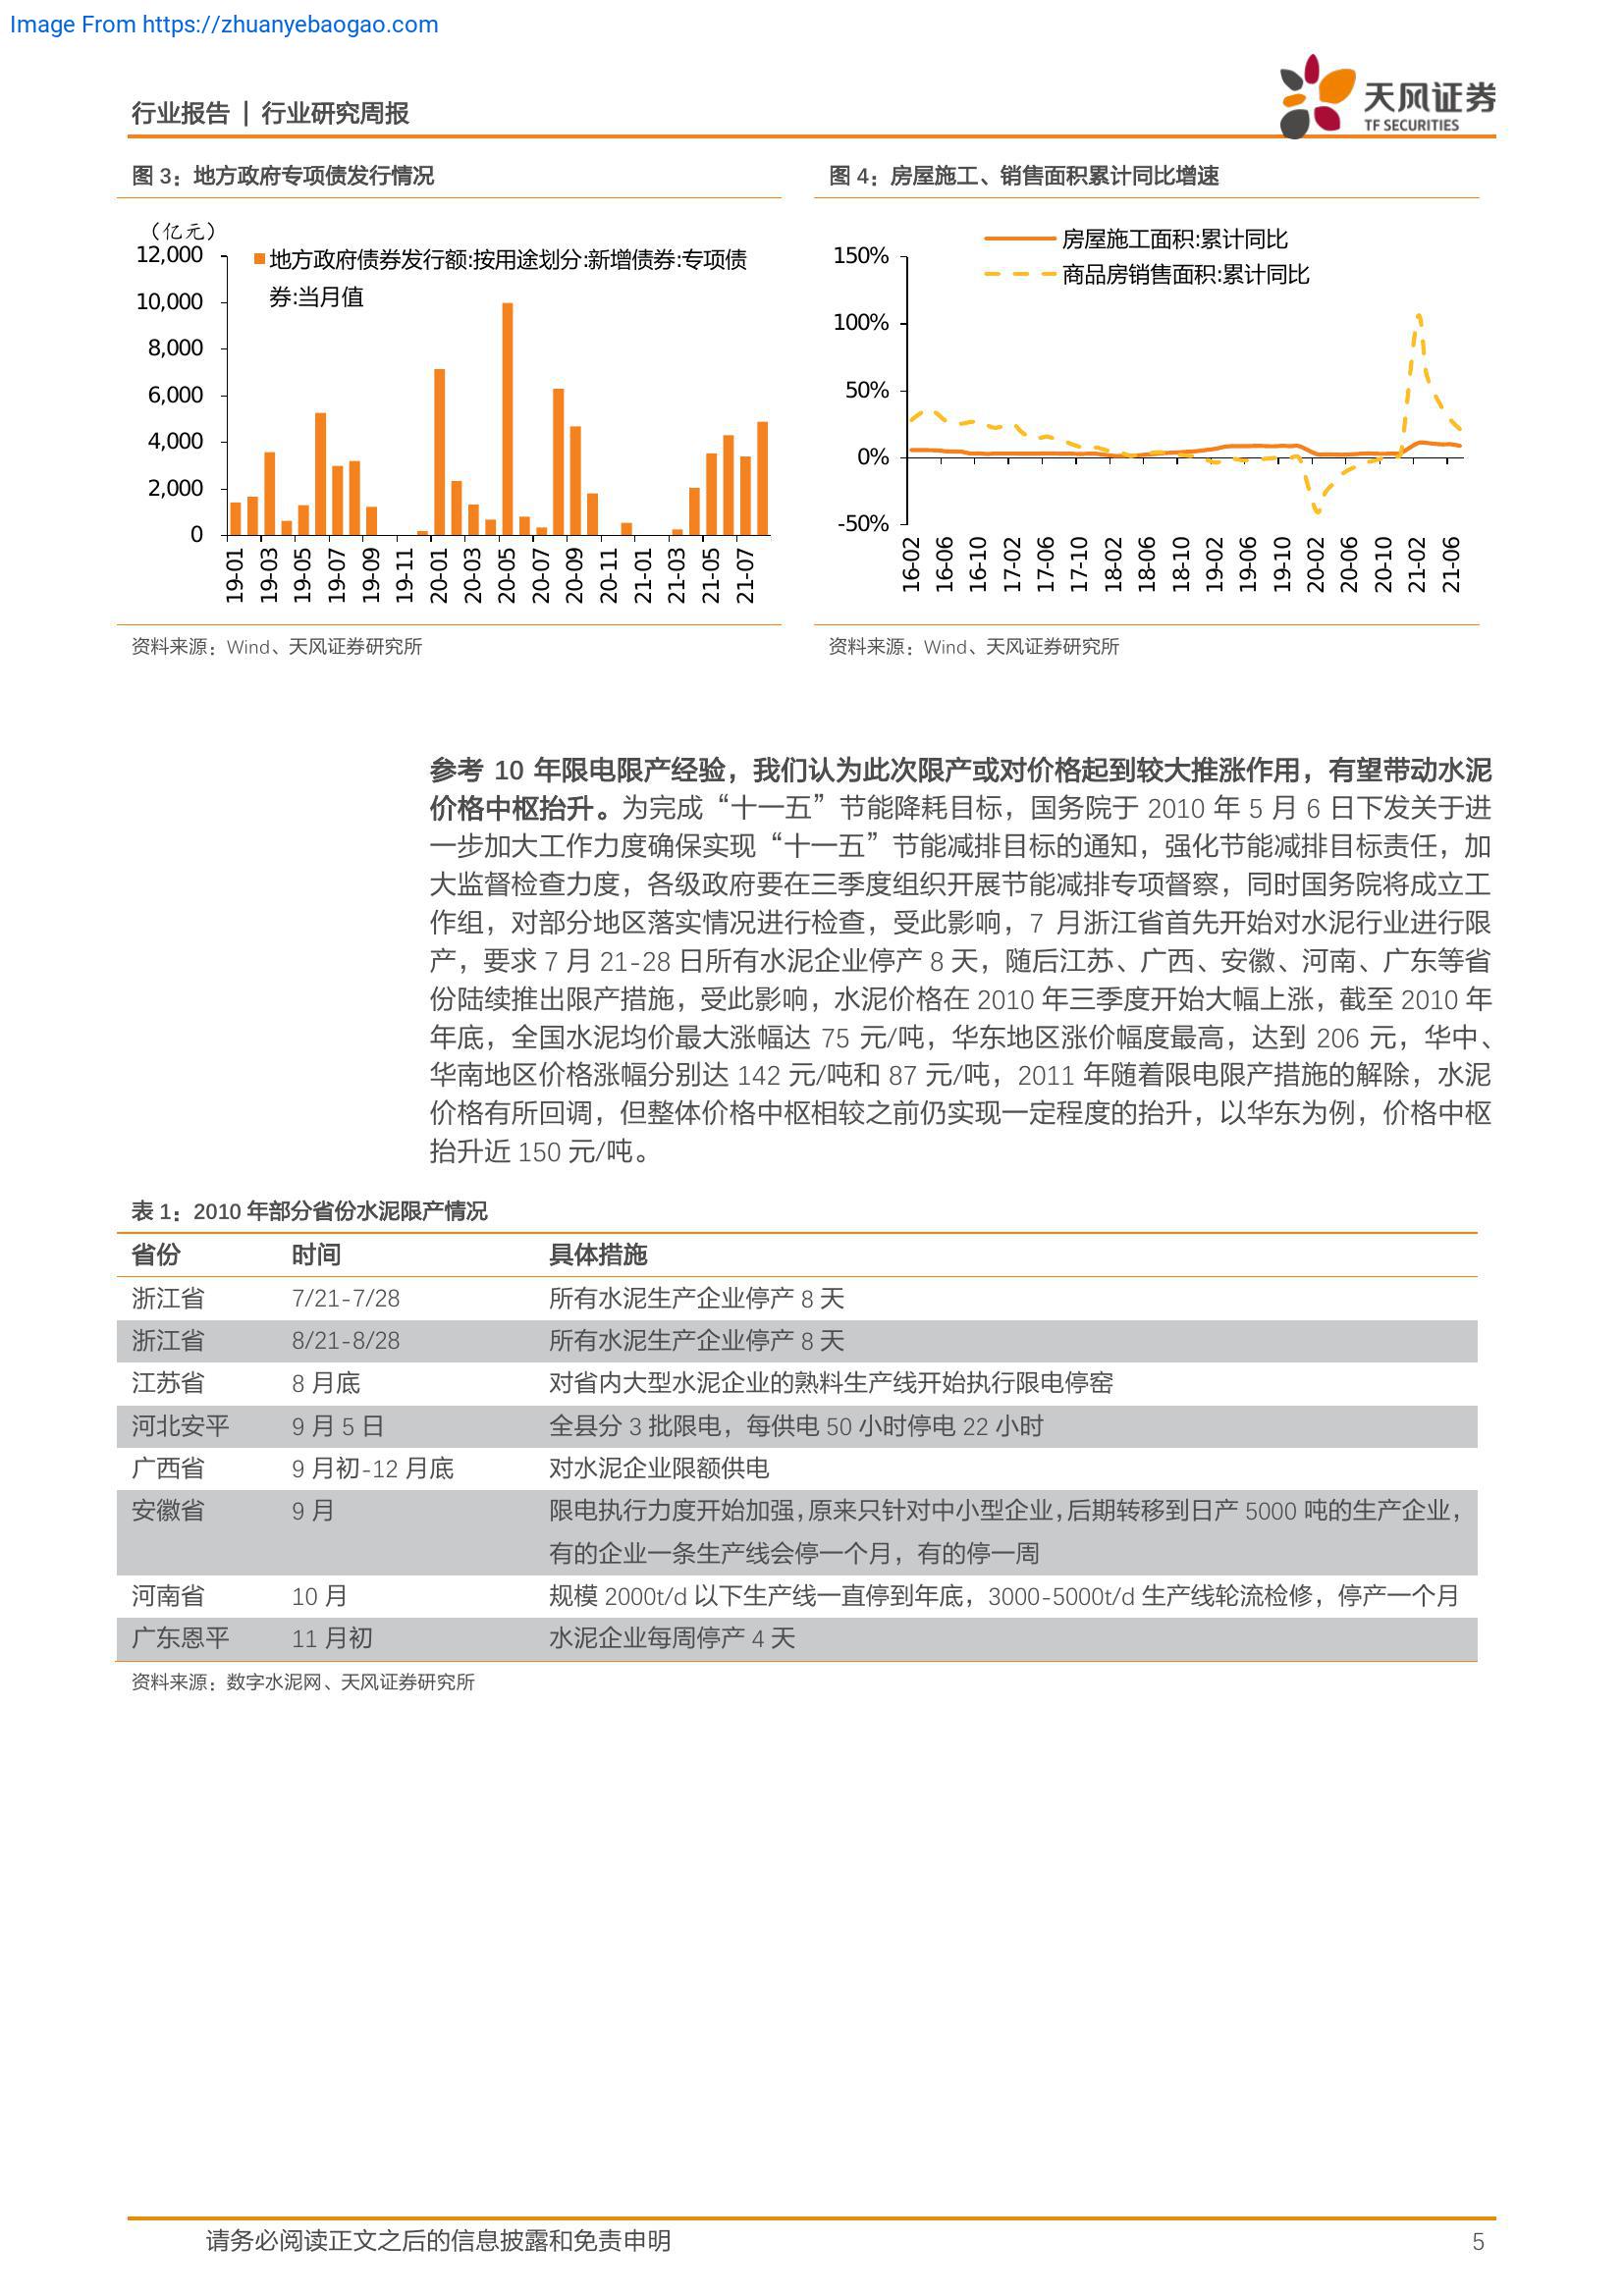 Image From https://zhuanyebaogao.com
行业报告 | 行业研究周报
天风证券
TF SECURITIES
图 3：地方政府专项债发行情况
（亿元）
地方政府债券发行额:按用途划分:新增债券:专项债
券:当月值
12,000
10,000
8,000
6,000
4,000
2,000
0
19-01
19-03
19-05
19-07
19-09
19-11
20-01
20-03
20-05
20-07
20-09
20-11
21-01
21-03
21-05
21-07
资料来源：Wind、天风证券研究所
图 4：房屋施工、销售面积累计同比增速
房屋施工面积:累计同比
商品房销售面积:累计同比
150%
100%
50%
0%
-50%
16-02
16-06
16-10
17-02
17-06
17-10
18-02
18-06
18-10
19-02
19-06
19-10
20-02
20-06
20-10
21-02
21-06
资料来源：Wind、天风证券研究所
参考 10 年限电限产经验，我们认为此次限产或对价格起到较大推涨作用，有望带动水泥
价格中枢抬升。为完成“十一五”节能降耗目标，国务院于 2010 年 5 月 6 日下发关于进
一步加大工作力度确保实现“十一五”节能减排目标的通知，强化节能减排目标责任，加
大监督检查力度，各级政府要在三季度组织开展节能减排专项督察，同时国务院将成立工
作组，对部分地区落实情况进行检查，受此影响，7 月浙江省首先开始对水泥行业进行限
产，要求 7 月 21-28 日所有水泥企业停产 8 天，随后江苏、广西、安徽、河南、广东等省
份陆续推出限产措施，受此影响，水泥价格在 2010 年三季度开始大幅上涨，截至 2010 年
年底，全国水泥均价最大涨幅达 75 元/吨，华东地区涨价幅度最高，达到 206 元，华中、
华南地区价格涨幅分别达 142 元/吨和 87 元/吨，2011 年随着限电限产措施的解除，水泥
价格有所回调，但整体价格中枢相较之前仍实现一定程度的抬升，以华东为例，价格中枢
抬升近 150 元/吨。
表 1：2010 年部分省份水泥限产情况
省份 时间 具体措施
浙江省 7/21-7/28 所有水泥生产企业停产 8 天
浙江省 8/21-8/28 所有水泥生产企业停产 8 天
江苏省 8 月底 对省内大型水泥企业的熟料生产线开始执行限电停窑
河北安平 9 月 5 日 全县分 3 批限电，每供电 50 小时停电 22 小时
广西省 9 月初-12 月底 对水泥企业限额供电
安徽省 9 月 限电执行力度开始加强，原来只针对中小型企业，后期转移到日产 5000 吨的生产企业，
有的企业一条生产线会停一个月，有的停一周
河南省 10 月 规模 2000t/d 以下生产线一直停到年底，3000-5000t/d 生产线轮流检修，停产一个月
广东恩平 11 月初 水泥企业每周停产 4 天
资料来源：数字水泥网、天风证券研究所
请务必阅读正文之后的信息披露和免责申明 5